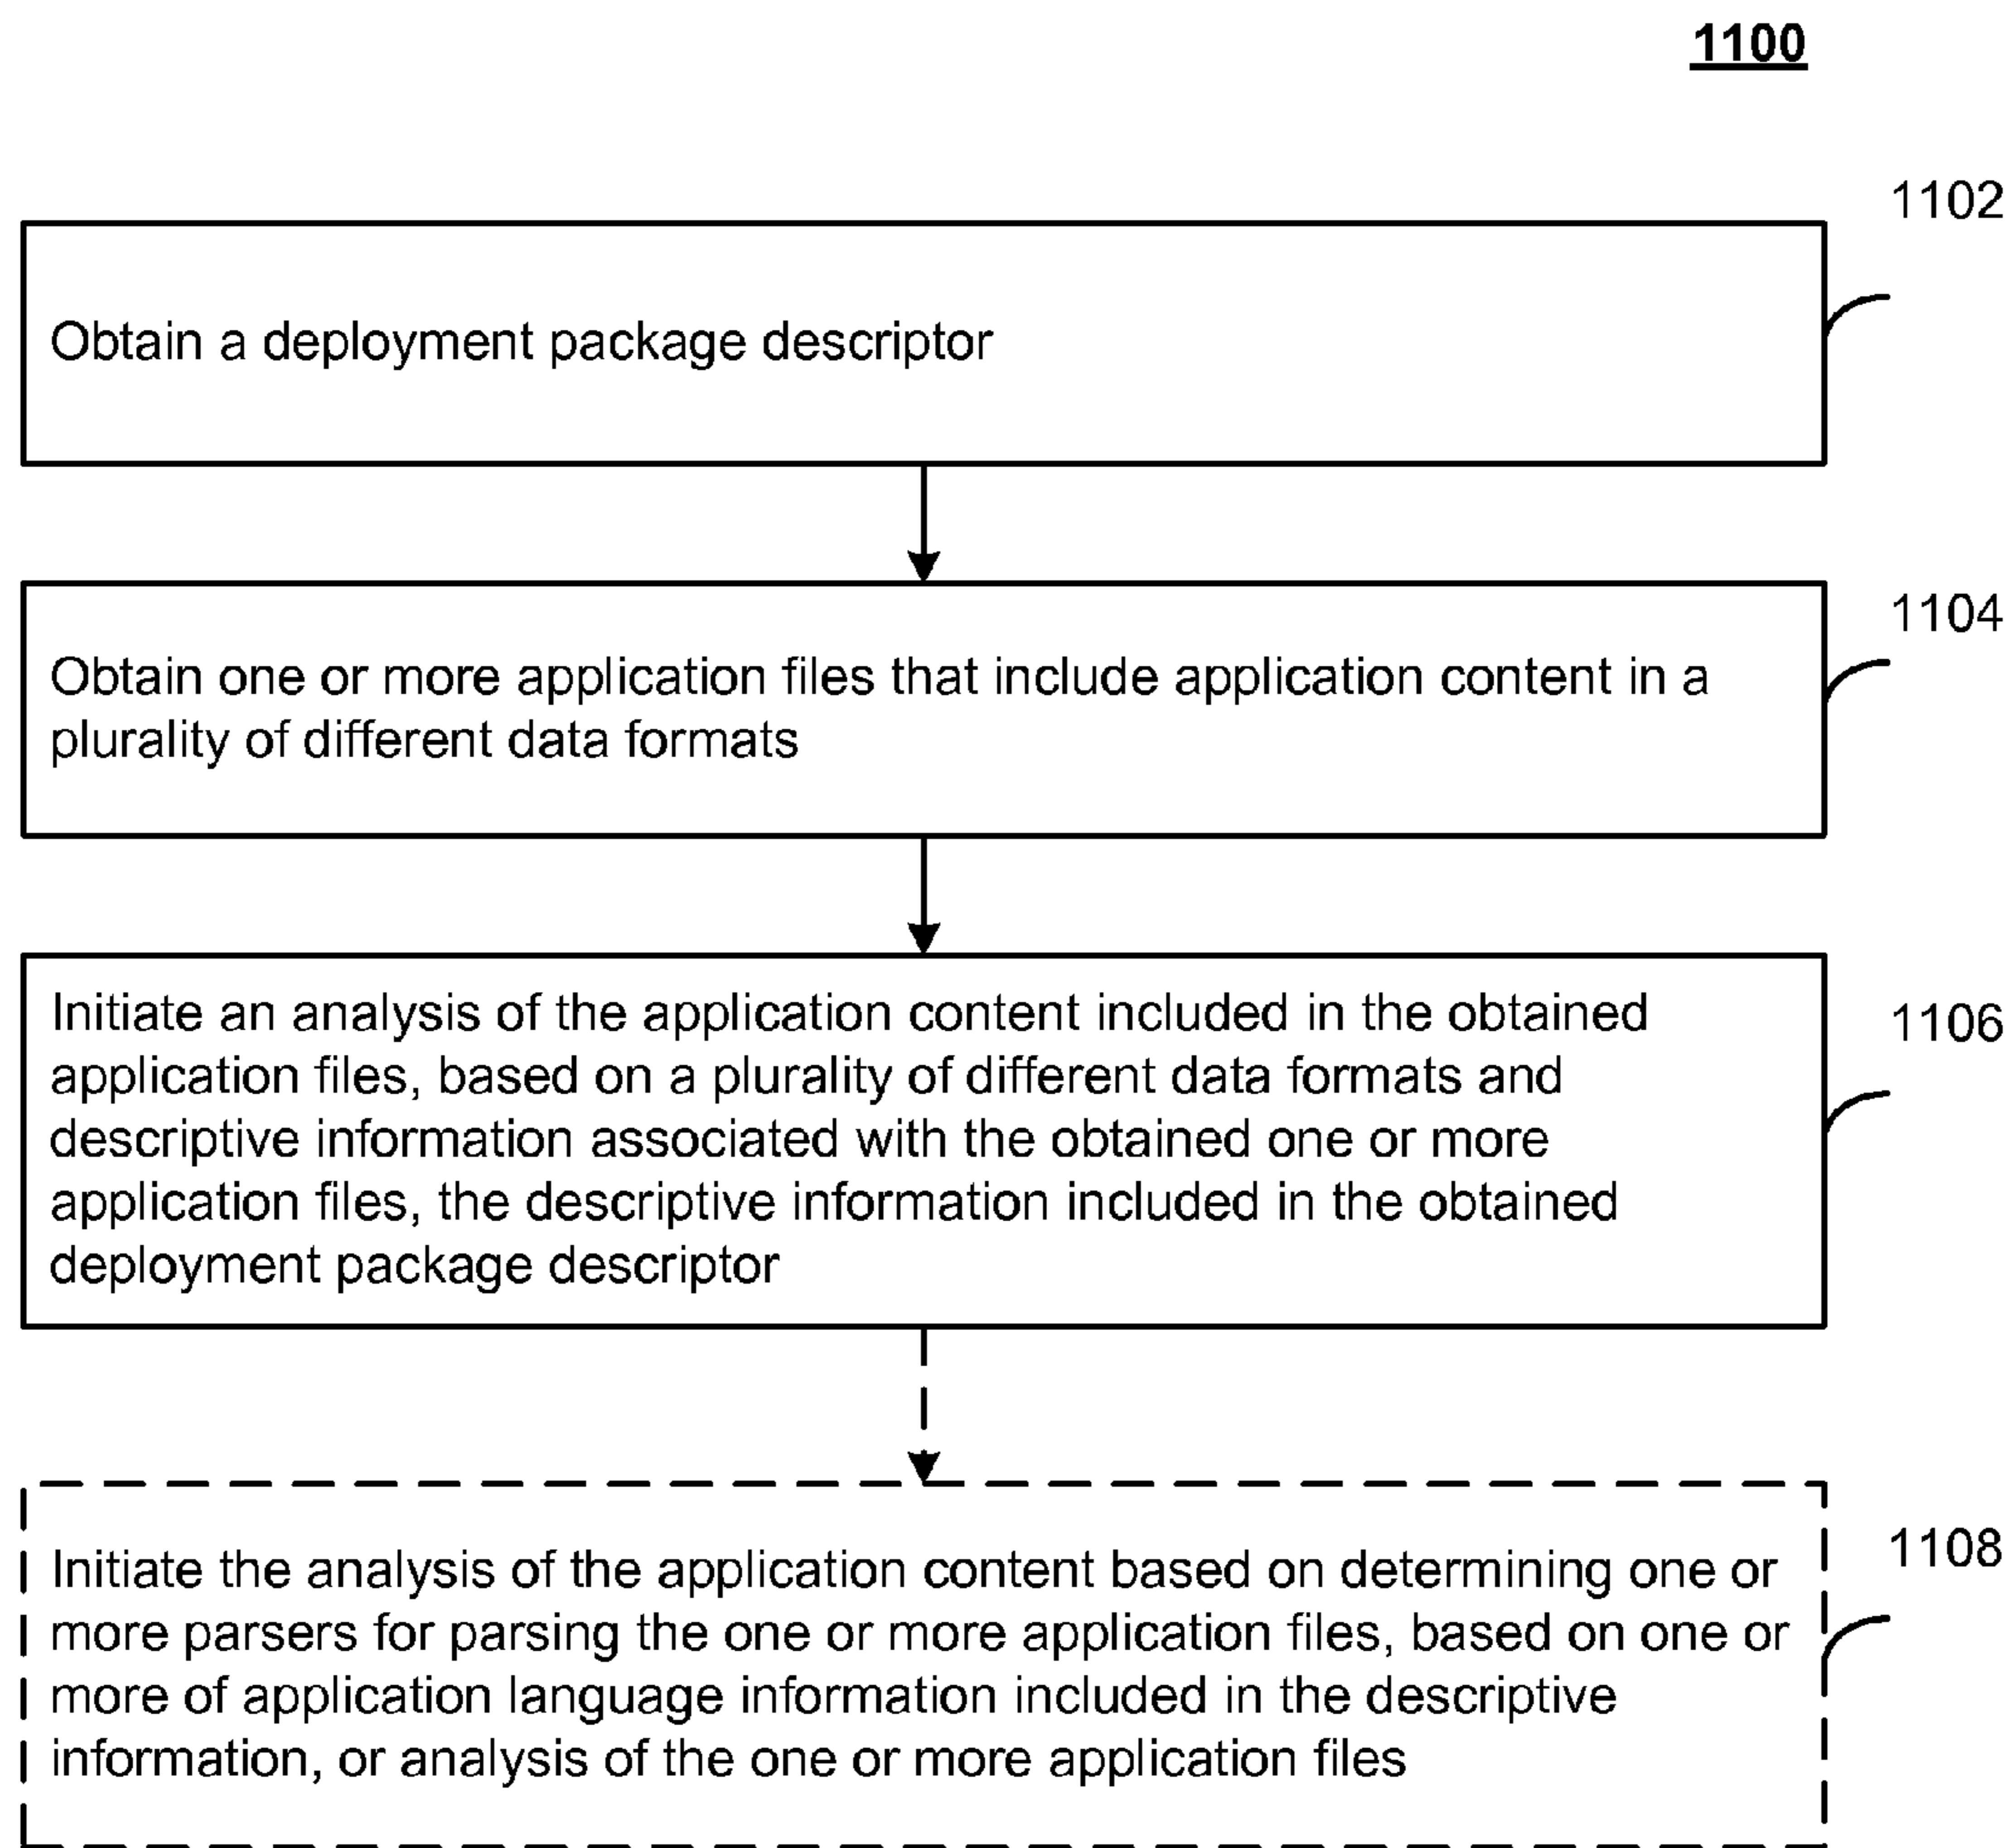 1100
1102
Obtain a deployment package descriptor
1104
Obtain one or more application files that include application content in a
plurality of different data formats
Initiate an analysis of the application content included in the obtained
application files, based on a plurality of different data formats and
descriptive information associated with the obtained one or more
application files, the descriptive information included in the obtained
deployment package descriptor
1106
Initiate the analysis of the application content based on determining one or
more parsers for parsing the one or more application files, based on one or
more of application language information included in the descriptive
information, or analysis of the one or more application files
1108